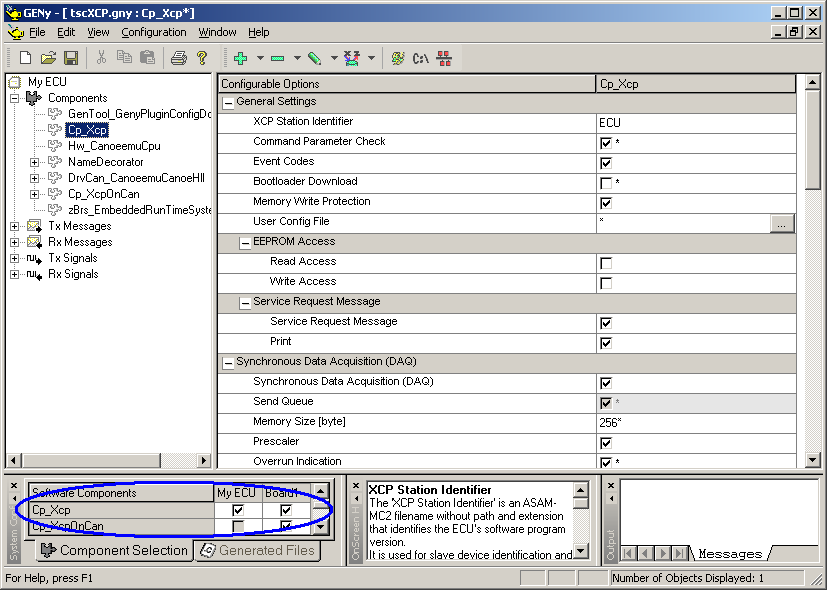 GENy - [ tscXCP.gny : Cp_Xcp*]
File Edit View Configuration Window Help
C:\
My ECU
Components
GenTool_GenyPluginConfigDo
Cp_Xcp
Hw_CanoeemuCpu
NameDecorator
DrvCan_CanoeemuCanoeHll
Cp_XcpOnCan
zBrs_EmbeddedRunTimeSyste
Tx Messages
Rx Messages
Tx Signals
Rx Signals
Configurable Options Cp_Xcp
General Settings
XCP Station Identifier ECU
Command Parameter Check *
Event Codes
Bootloader Download *
Memory Write Protection
User Config File * ...
EEPROM Access
Read Access
Write Access
Service Request Message
Service Request Message
Print
Synchronous Data Acquisition (DAQ)
Synchronous Data Acquisition (DAQ)
Send Queue *
Memory Size [byte] 256*
Prescaler
Overrun Indication *
Software Components My ECU Board1
Cp_Xcp
Cp_XcpOnCan
Component Selection Generated Files
OnScreen H
XCP Station Identifier
The 'XCP Station Identifier' is an ASAM-
MC2 filename without path and extension
that identifies the ECU's software program
version.
It is used for slave device identification and
Output
Messages
For Help, press F1
Number of Objects Displayed: 1